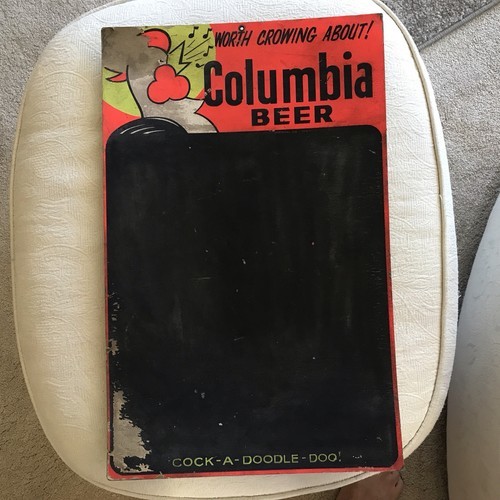 WORTH CROWING ABOUT!
Columbia
BEER
COCK-A-DOODLE-DOO!